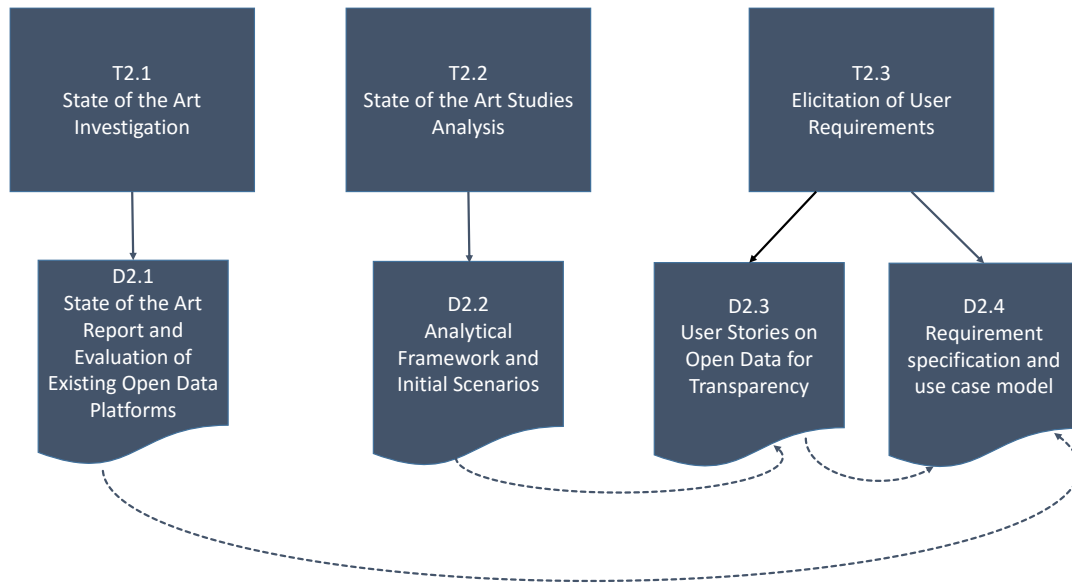 T2.1
State of the Art
Investigation
T2.2
State of the Art Studies
Analysis
T2.3
Elicitation of User
Requirements
D2.1
State of the Art
Report and
Evaluation of
Existing Open Data
Platforms
D2.2
Analytical
Framework and
Initial Scenarios
D2.3
User Stories on
Open Data for
Transparency
D2.4
Requirement
specification and
use case model